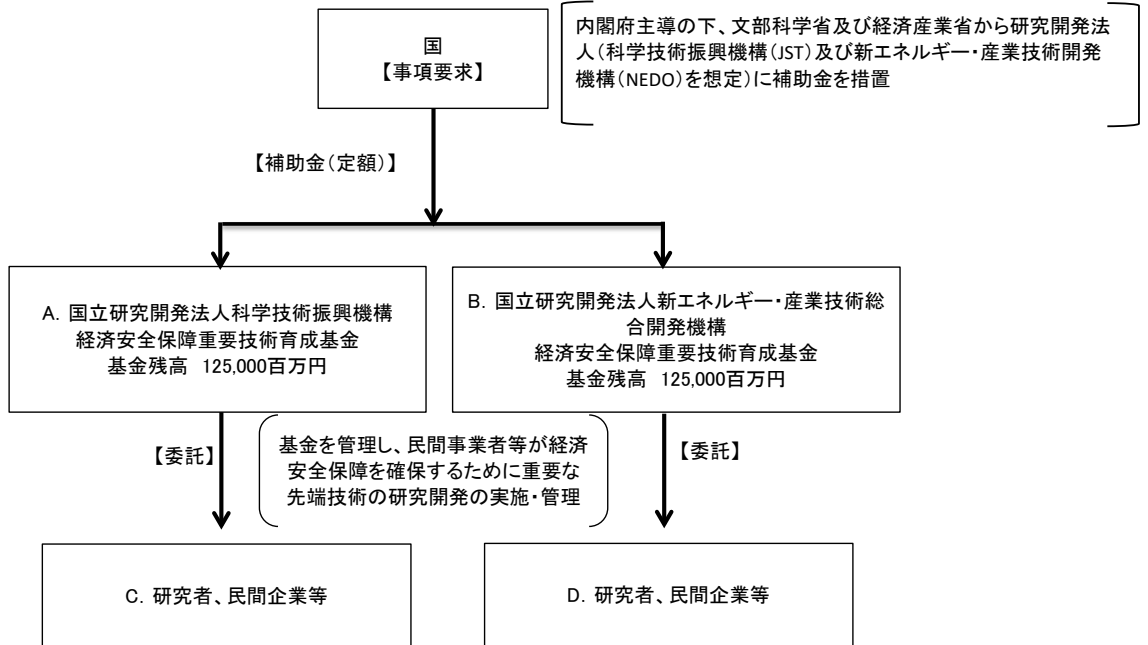 国
【事項要求】
内閣府主導の下、文部科学省及び経済産業省から研究開発法
人(科学技術振興機構(JST)及び新エネルギー・産業技術開発
機構(NEDO)を想定)に補助金を措置
【補助金(定額)】
A. 国立研究開発法人科学技術振興機構
経済安全保障重要技術育成基金
基金残高 125,000百万円
B. 国立研究開発法人新エネルギー・産業技術総
合開発機構
経済安全保障重要技術育成基金
基金残高 125,000百万円
【委託】
基金を管理し、民間事業者等が経済
安全保障を確保するために重要な
先端技術の研究開発の実施・管理
【委託】
C. 研究者、民間企業等
D. 研究者、民間企業等